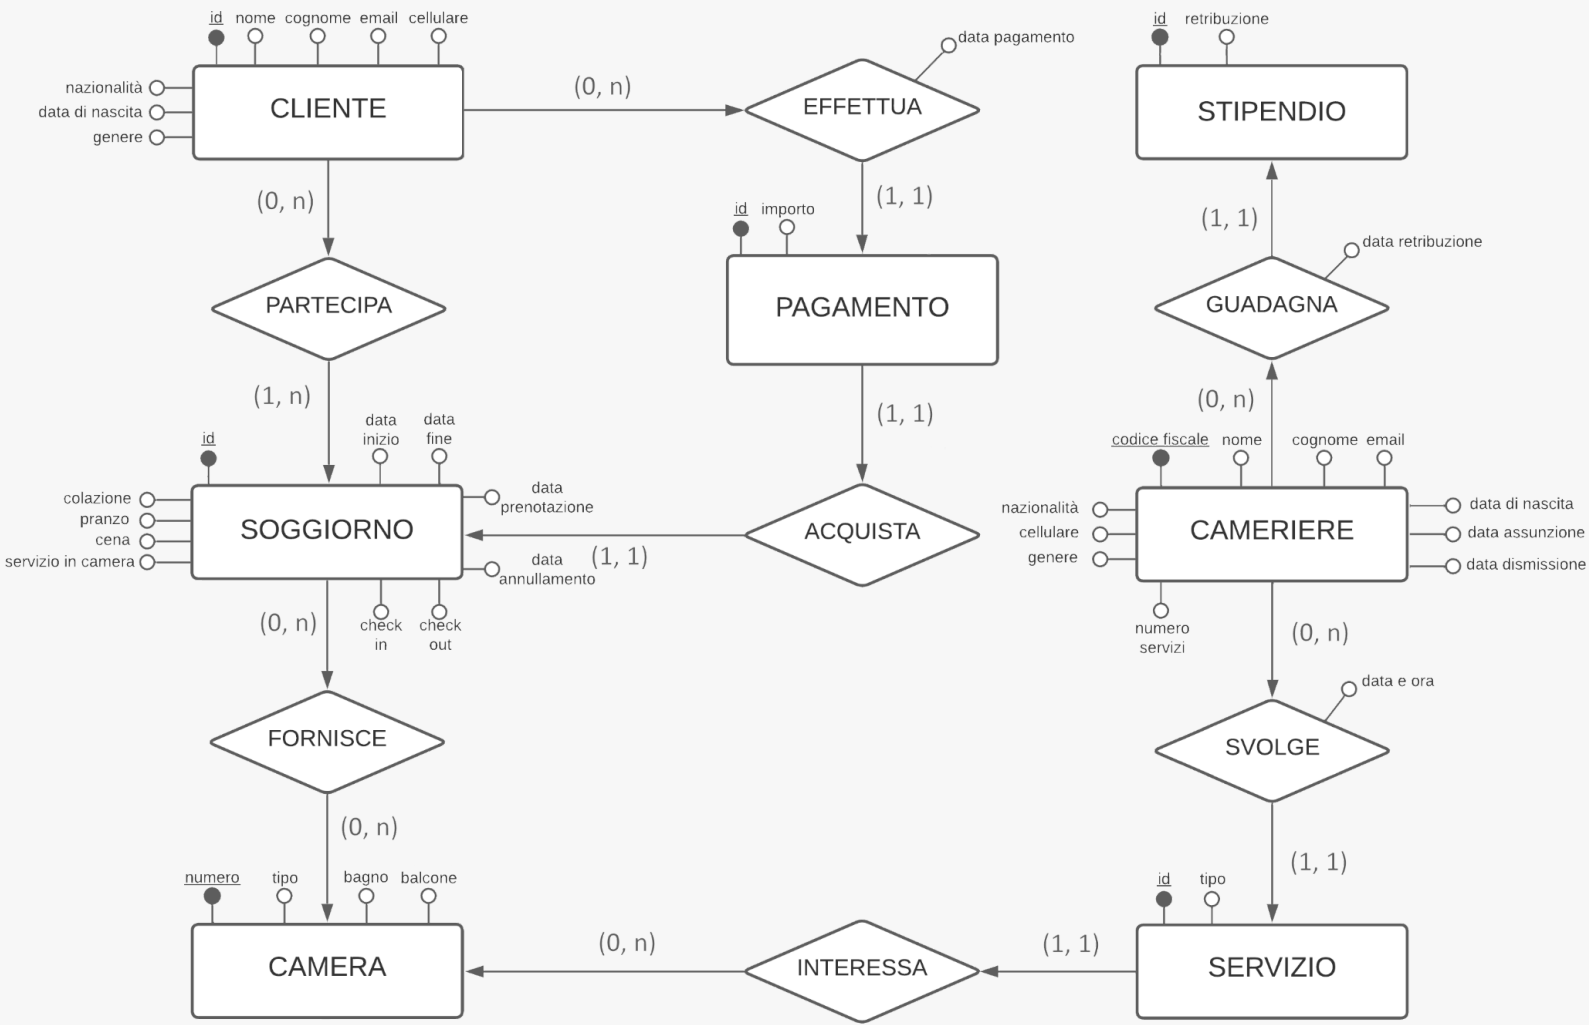 id nome cognome email cellulare
nazionalità
data di nascita
genere
CLIENTE
(0, n)
EFFETTUA
data pagamento
id retribuzione
STIPENDIO
(0, n)
(1, 1)
id importo
PAGAMENTO
(1, 1)
data retribuzione
PARTECIPA
GUADAGNA
(1, n)
(1, 1)
(0, n)
id
data
inizio
data
fine
colazione
pranzo
cena
servizio in camera
SOGGIORNO
data
prenotazione
data
annullamento
check
in
check
out
(1, 1)
ACQUISTA
codice fiscale nome cognome email
nazionalità
cellulare
genere
CAMERIERE
data di nascita
data assunzione
data dismissione
numero
servizi
(0, n)
(0, n)
data e ora
FORNISCE
SVOLGE
(0, n)
(1, 1)
numero tipo bagno balcone
CAMERA
(0, n)
INTERESSA
(1, 1)
id tipo
SERVIZIO